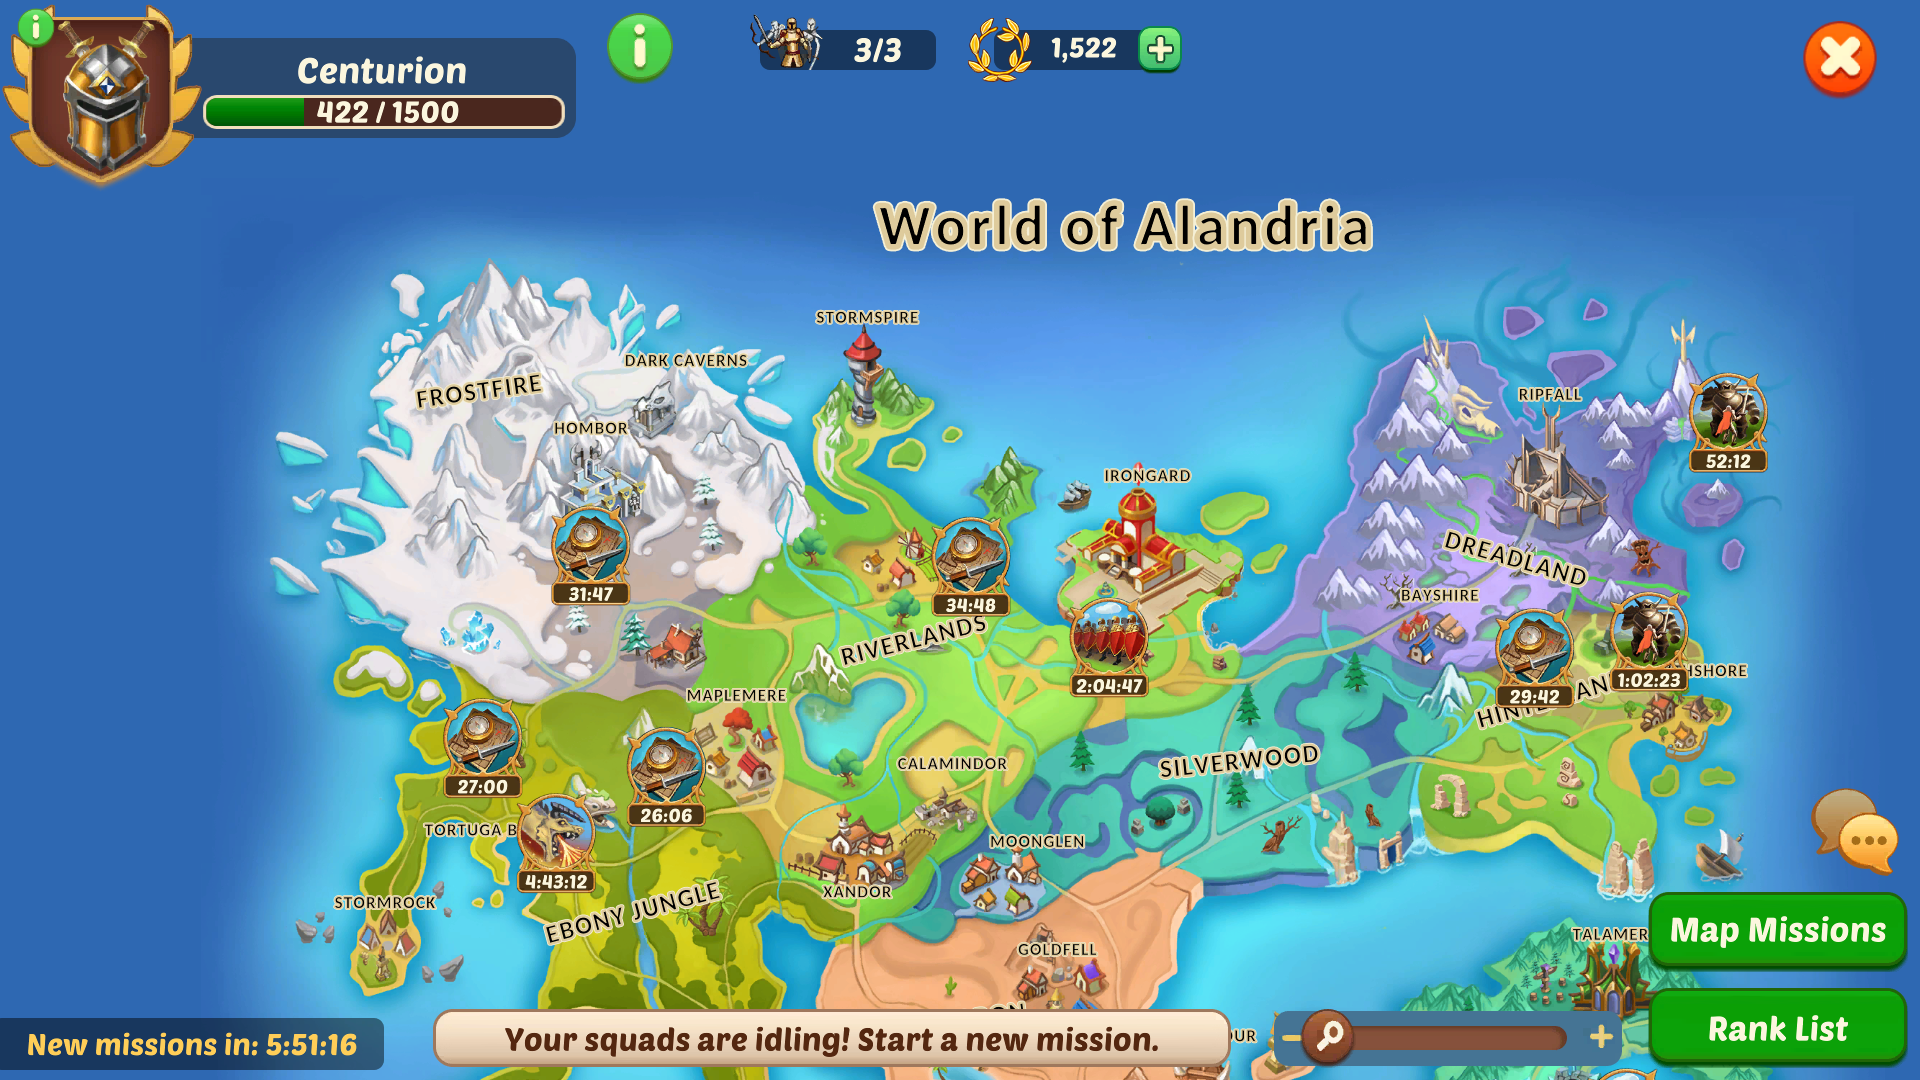 Centurion
422 / 1500
3/3
1,522
World of Alandria
STORMSPIRE
DARK CAVERNS
FROSTFIRE
RIPFALL
HOMBOR
52:12
IRONGARD
DREADLAND
31:47
34:48
BAYSHIRE
RIVERLANDS
2:04:47
29:42
1:02:23
HSHORE
MAPLEMERE
SILVERWOOD
CALAMINDOR
27:00
26:06
TORTUGA B
MOONGLEN
4:43:12
XANDOR
STORMROCK
EBONY JUNGLE
GOLDFELL
TALAMER
Map Missions
Rank List
New missions in: 5:51:16
Your squads are idling! Start a new mission.